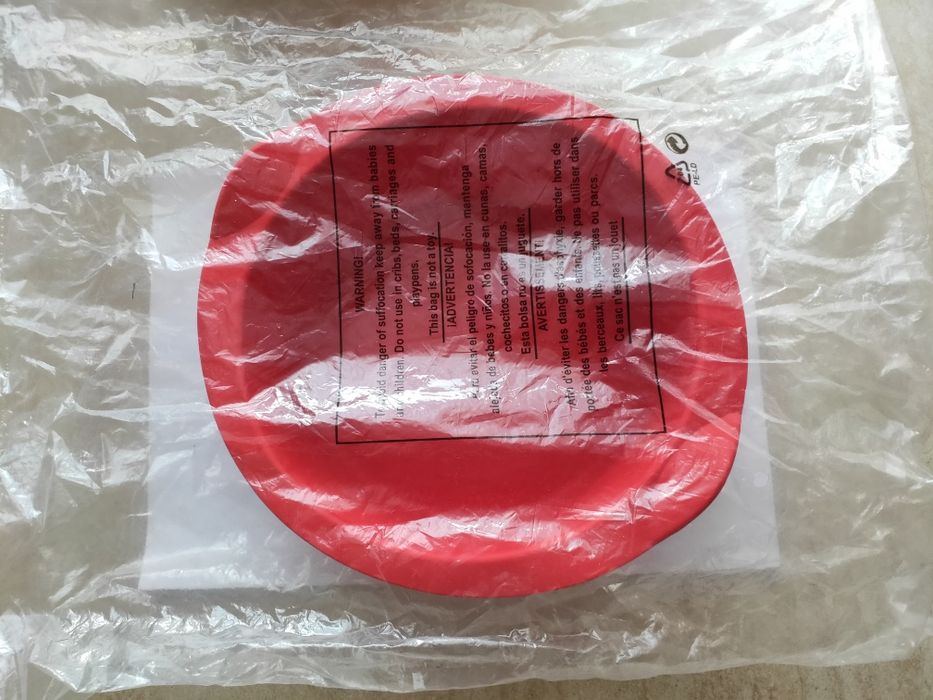 WARNING!
To avoid danger of suffocation keep away from babies
and children. Do not use in cribs, beds, carriages and
playpens.
This bag is not a toy.
¡ADVERTENCIA!
Para evitar el peligro de sofocación, mantenga
alejada de bebes y niños. No la use en cunas, camas,
cochecitos o en corralitos.
Esta bolsa no es un juguete.
AVERTISSEMENT!
Afin d'éviter les dangers d'asphyxie, garder hors de
portée des bébés et des enfants. Ne pas utiliser dans
les berceaux, lits, poussettes ou parcs.
Ce sac n'est pas un jouet
PE-LD